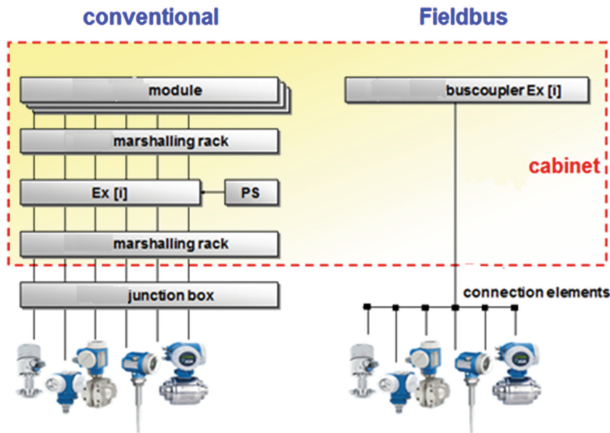 conventional
Fieldbus
module
buscoupler Ex [i]
marshalling rack
cabinet
Ex [i]
PS
marshalling rack
connection elements
junction box